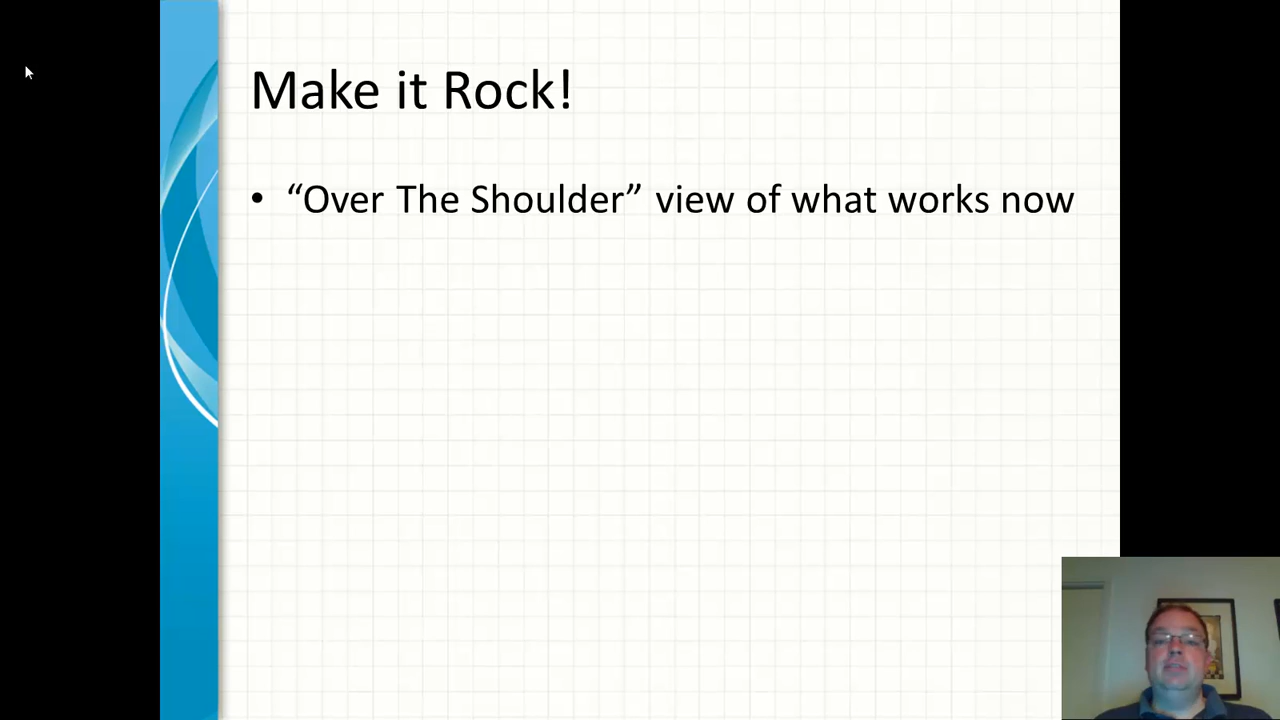 Make it Rock!
• “Over The Shoulder” view of what works now